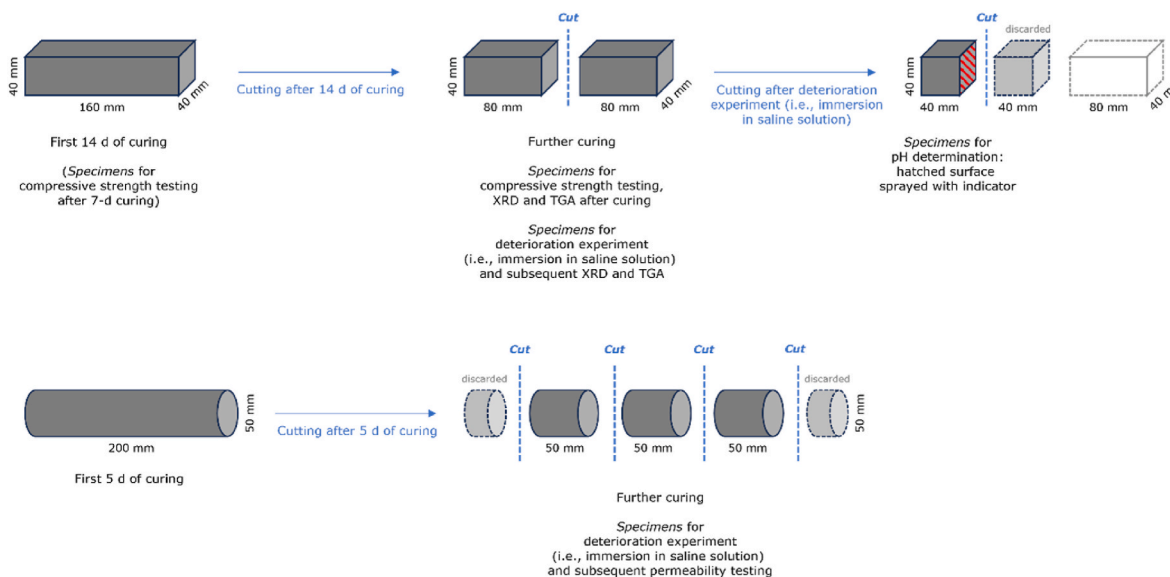 Cut
Cut
discarded
40 mm
160 mm
40 mm
Cutting after 14 d of curing
80 mm
80 mm
40 mm
Cutting after deterioration
experiment (i.e., immersion
in saline solution)
40 mm
40 mm
40 mm
80 mm
40 mm
First 14 d of curing
(Specimens for
compressive strength testing
after 7-d curing)
Further curing
Specimens for
compressive strength testing,
XRD and TGA after curing
Specimens for
deterioration experiment
(i.e., immersion in saline solution)
and subsequent XRD and TGA
Specimens for
pH determination:
hatched surface
sprayed with indicator
Cut
Cut
Cut
Cut
discarded
discarded
200 mm
50 mm
Cutting after 5 d of curing
50 mm
50 mm
50 mm
50 mm
First 5 d of curing
Further curing
Specimens for
deterioration experiment
(i.e., immersion in saline solution)
and subsequent permeability testing